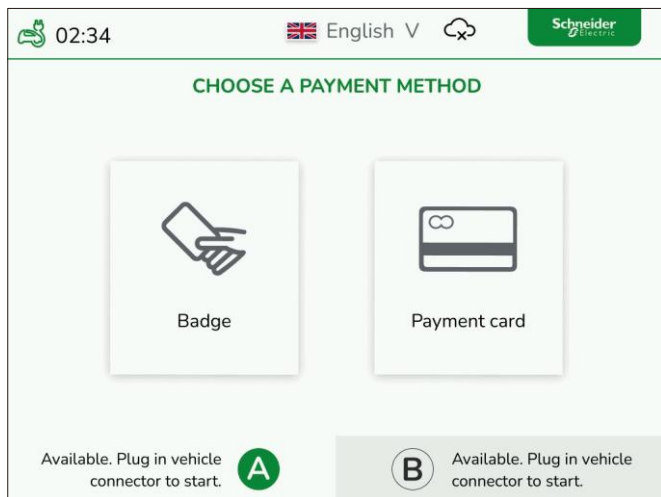 02:34
English V
Schneider
Electric
CHOOSE A PAYMENT METHOD
Badge
Payment card
Available. Plug in vehicle
connector to start.
A
B
Available. Plug in vehicle
connector to start.